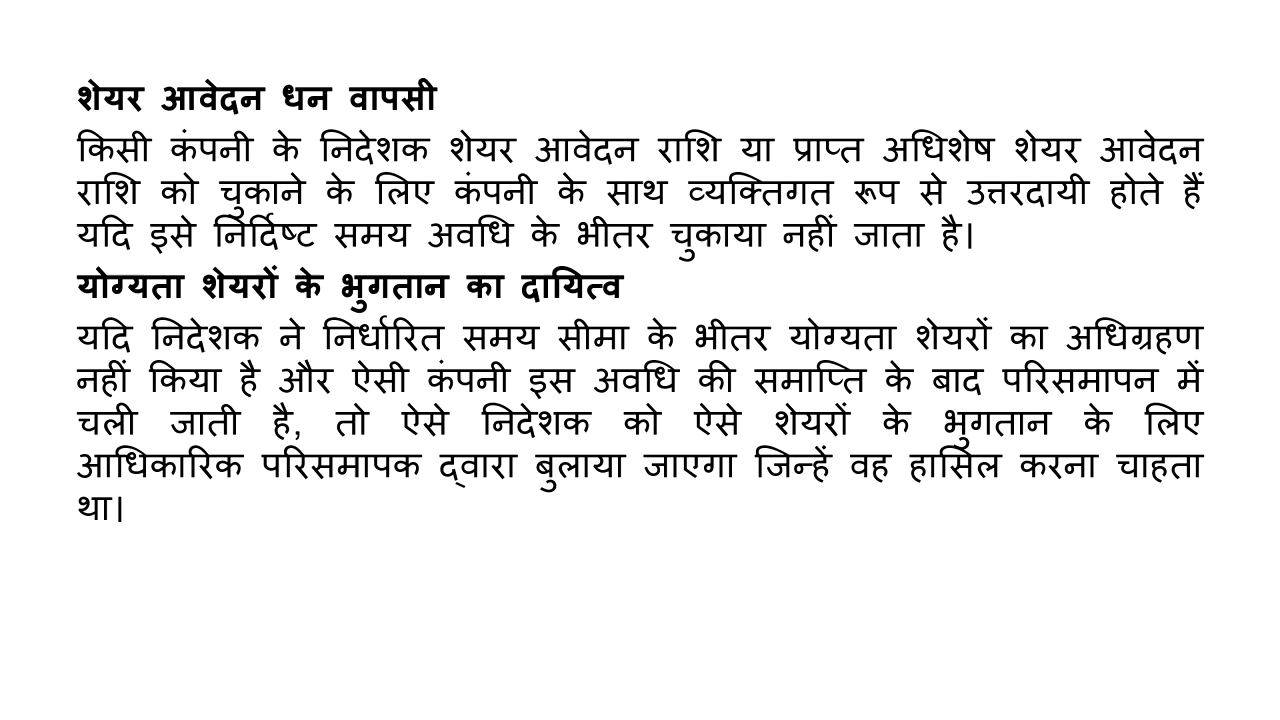 शेयर आवेदन धन वापसी
किसी कंपनी के निदेशक शेयर आवेदन राशि या प्राप्त अधिशेष शेयर आवेदन
राशि को चुकाने के लिए कंपनी के साथ व्यक्तिगत रूप से उत्तरदायी होते हैं
यदि इसे निर्दिष्ट समय अवधि के भीतर चुकाया नहीं जाता है।
योग्यता शेयरों के भुगतान का दायित्व
यदि निदेशक ने निर्धारित समय सीमा के भीतर योग्यता शेयरों का अधिग्रहण
नहीं किया है और ऐसी कंपनी इस अवधि की समाप्ति के बाद परिसमापन में
चली जाती है, तो ऐसे निदेशक को ऐसे शेयरों के भुगतान के लिए
आधिकारिक परिसमापक द्वारा बुलाया जाएगा जिन्हें वह हासिल करना चाहता
था।